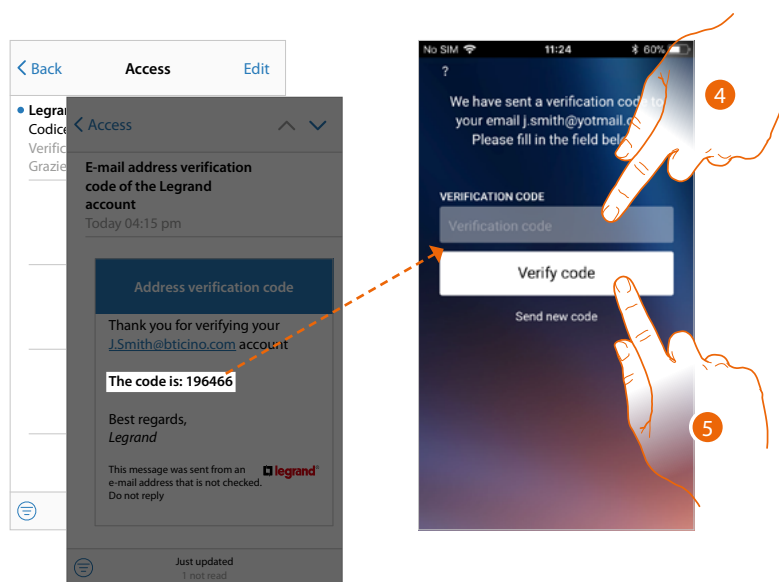 Back
Access
Edit
Legra
Codice
Verific
Grazie
Access
E-mail address verification
code of the Legrand
account
Today 04:15 pm
Address verification code
Thank you for verifying your
J.Smith@bticino.com account
The code is: 196466
Best regards,
Legrand
This message was sent from an
e-mail address that is not checked.
Do not reply
legrand®
Just updated
1 not read
No SIM
11:24
60%
?
We have sent a verification code to
your email j.smith@yotmail.c
Please fill in the field bel
VERIFICATION CODE
Verification code
Verify code
Send new code
4
5